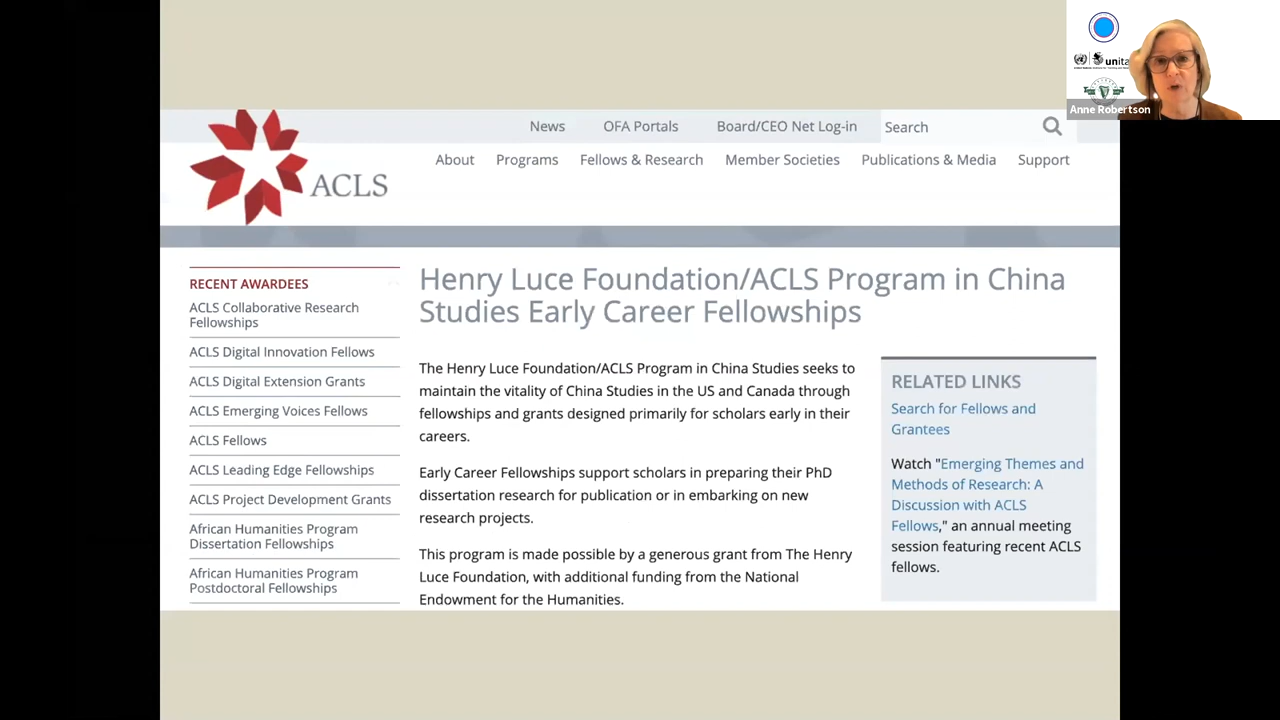 unita
Anne Robertson
News OFA Portals Board/CEO Net Log-in Search
About Programs Fellows & Research Member Societies Publications & Media Support
ACLS
RECENT AWARDEES
ACLS Collaborative Research
Fellowships
ACLS Digital Innovation Fellows
ACLS Digital Extension Grants
ACLS Emerging Voices Fellows
ACLS Fellows
ACLS Leading Edge Fellowships
ACLS Project Development Grants
African Humanities Program
Dissertation Fellowships
African Humanities Program
Postdoctoral Fellowships
Henry Luce Foundation/ACLS Program in China
Studies Early Career Fellowships
The Henry Luce Foundation/ACLS Program in China Studies seeks to
maintain the vitality of China Studies in the US and Canada through
fellowships and grants designed primarily for scholars early in their
careers.
Early Career Fellowships support scholars in preparing their PhD
dissertation research for publication or in embarking on new
research projects.
This program is made possible by a generous grant from The Henry
Luce Foundation, with additional funding from the National
Endowment for the Humanities.
RELATED LINKS
Search for Fellows and
Grantees
Watch "Emerging Themes and
Methods of Research: A
Discussion with ACLS
Fellows," an annual meeting
session featuring recent ACLS
fellows.